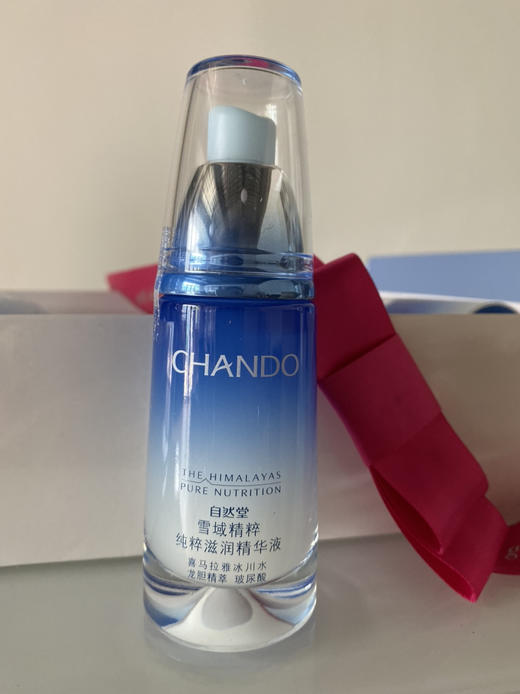 CHANDO
THE HIMALAYAS
PURE NUTRITION
自然堂
雪域精粹
纯粹滋润精华液
喜马拉雅冰川水
龙胆精萃 玻尿酸